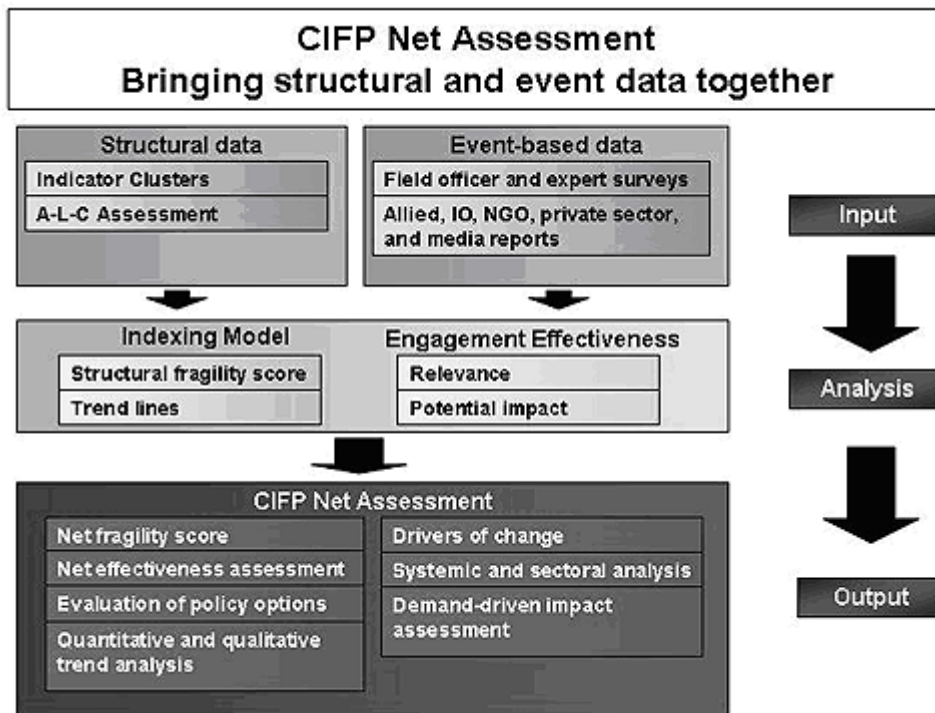 CIFP Net Assessment
Bringing structural and event data together
Structural data
Indicator Clusters
A-L-C Assessment
Event-based data
Field officer and expert surveys
Allied, IO, NGO, private sector,
and media reports
Input
Indexing Model
Structural fragility score
Trend lines
Engagement Effectiveness
Relevance
Potential impact
Analysis
CIFP Net Assessment
Net fragility score
Net effectiveness assessment
Evaluation of policy options
Quantitative and qualitative
trend analysis
Drivers of change
Systemic and sectoral analysis
Demand-driven impact
assessment
Output